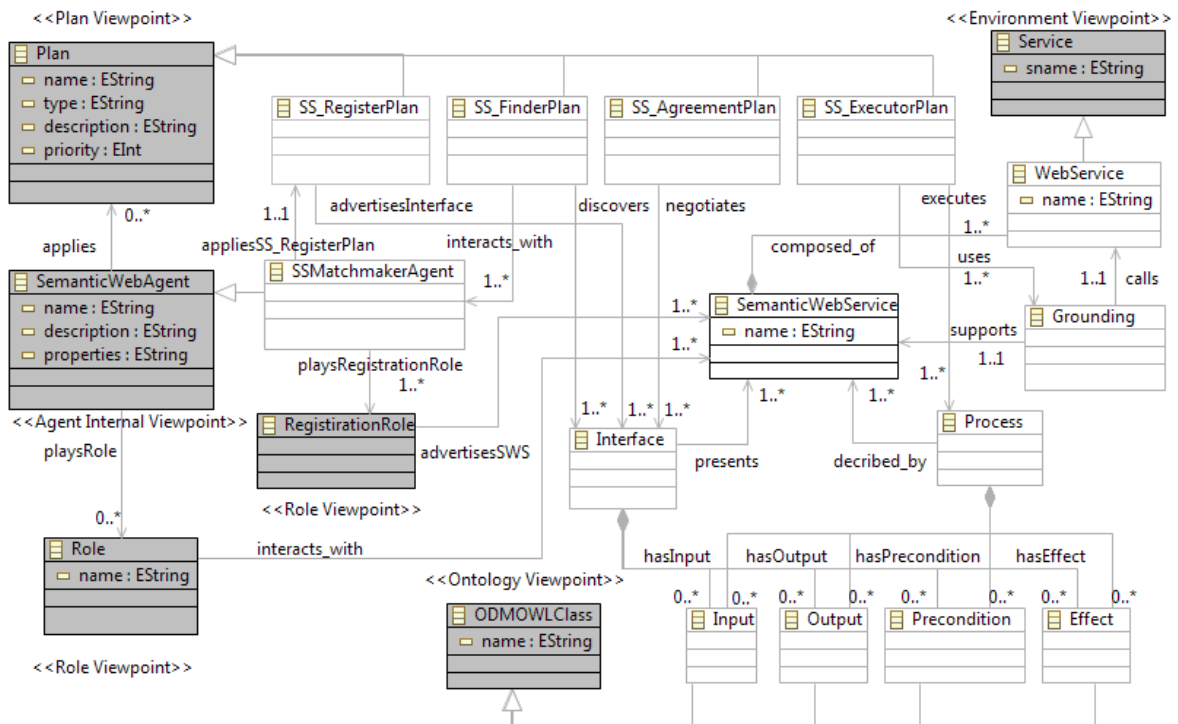 <<Plan Viewpoint>>
<<Environment Viewpoint>>
Plan
name : EString
type : EString
description : EString
priority : EInt
Service
sname : EString
SS_RegisterPlan
SS_FinderPlan
SS_AgreementPlan
SS_ExecutorPlan
WebService
name : EString
0..*
1..1
advertisesInterface
discovers
negotiates
executes
applies
appliesSS_RegisterPlan
interacts_with
composed_of
1..*
uses
SemanticWebAgent
name : EString
description : EString
properties : EString
SSMatchmakerAgent
1..*
1..*
1..1
calls
SemanticWebService
name : EString
1..*
1..*
Grounding
supports
1..1
playsRegistrationRole
1..*
1..*
1..*
1..*
<<Agent Internal Viewpoint>>
playsRole
RegistirationRole
advertisesSWS
1..*
1..*
1..*
Interface
presents
decribed_by
Process
<<Role Viewpoint>>
0..*
Role
name : EString
interacts_with
hasInput
hasOutput
hasPrecondition
hasEffect
<<Ontology Viewpoint>>
0..*
0..*
0..*
0..*
0..*
0..*
0..*
0..*
ODMOWLClass
name : EString
Input
Output
Precondition
Effect
<<Role Viewpoint>>